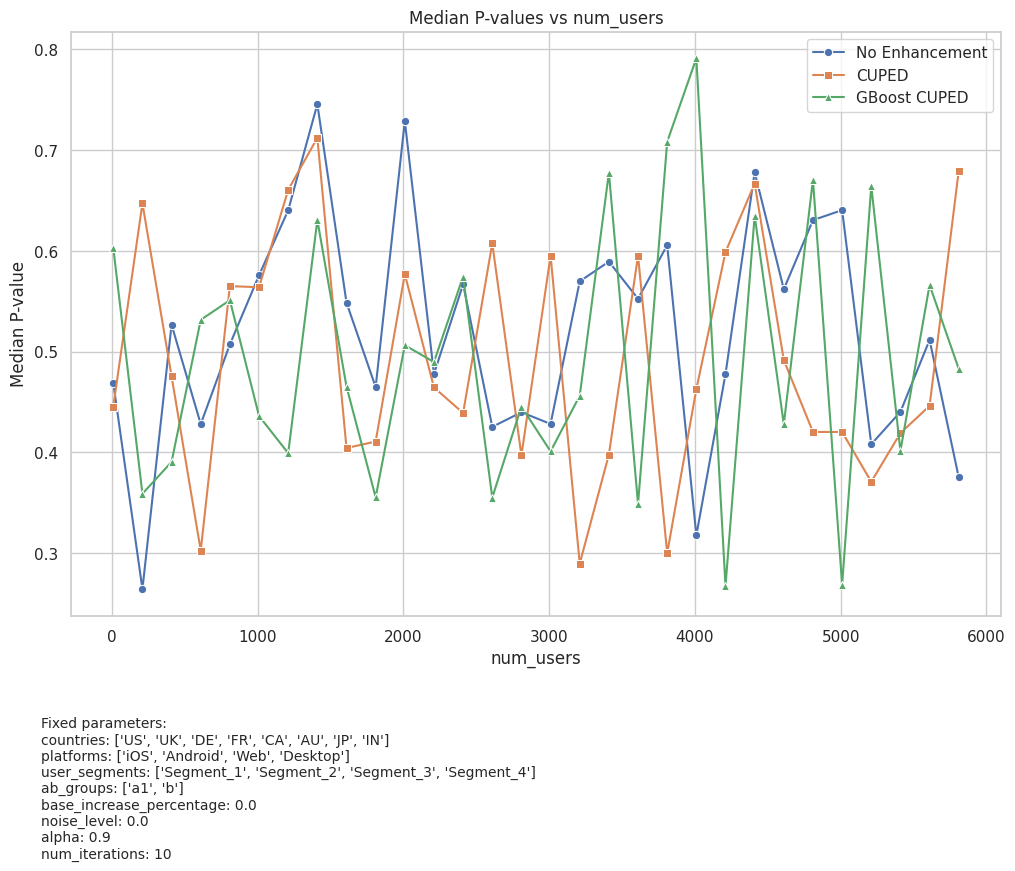 Median P-values vs num_users
No Enhancement
CUPED
GBoost CUPED
Median P-value
0.8
0.7
0.6
0.5
0.4
0.3
0
1000
2000
3000
4000
5000
6000
num_users
Fixed parameters:
countries: ['US', 'UK', 'DE', 'FR', 'CA', 'AU', 'JP', 'IN']
platforms: ['iOS', 'Android', 'Web', 'Desktop']
user_segments: ['Segment_1', 'Segment_2', 'Segment_3', 'Segment_4']
ab_groups: ['a1', 'b']
base_increase_percentage: 0.0
noise_level: 0.0
alpha: 0.9
num_iterations: 10